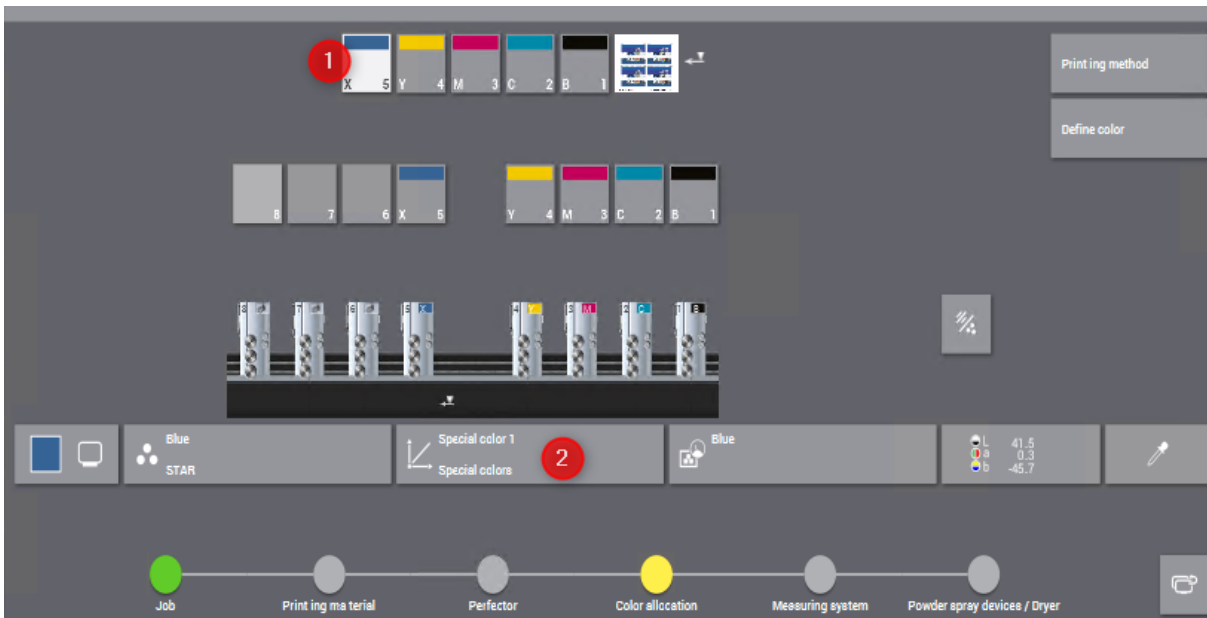 1
X 5 Y 4 M 3 C 2 B 1
Print ing method
Define color
8 7 6 X 5 Y 4 M 3 C 2 B 1
8 7 6 5 X 4 Y 3 M 2 C 1 B
Blue
STAR
Special color 1
Special colors
2
Blue
L 41.5
a 0.3
b -45.7
Job
Print ing ma terial
Perfector
Color allocation
Measuring system
Powder spray devices / Dryer